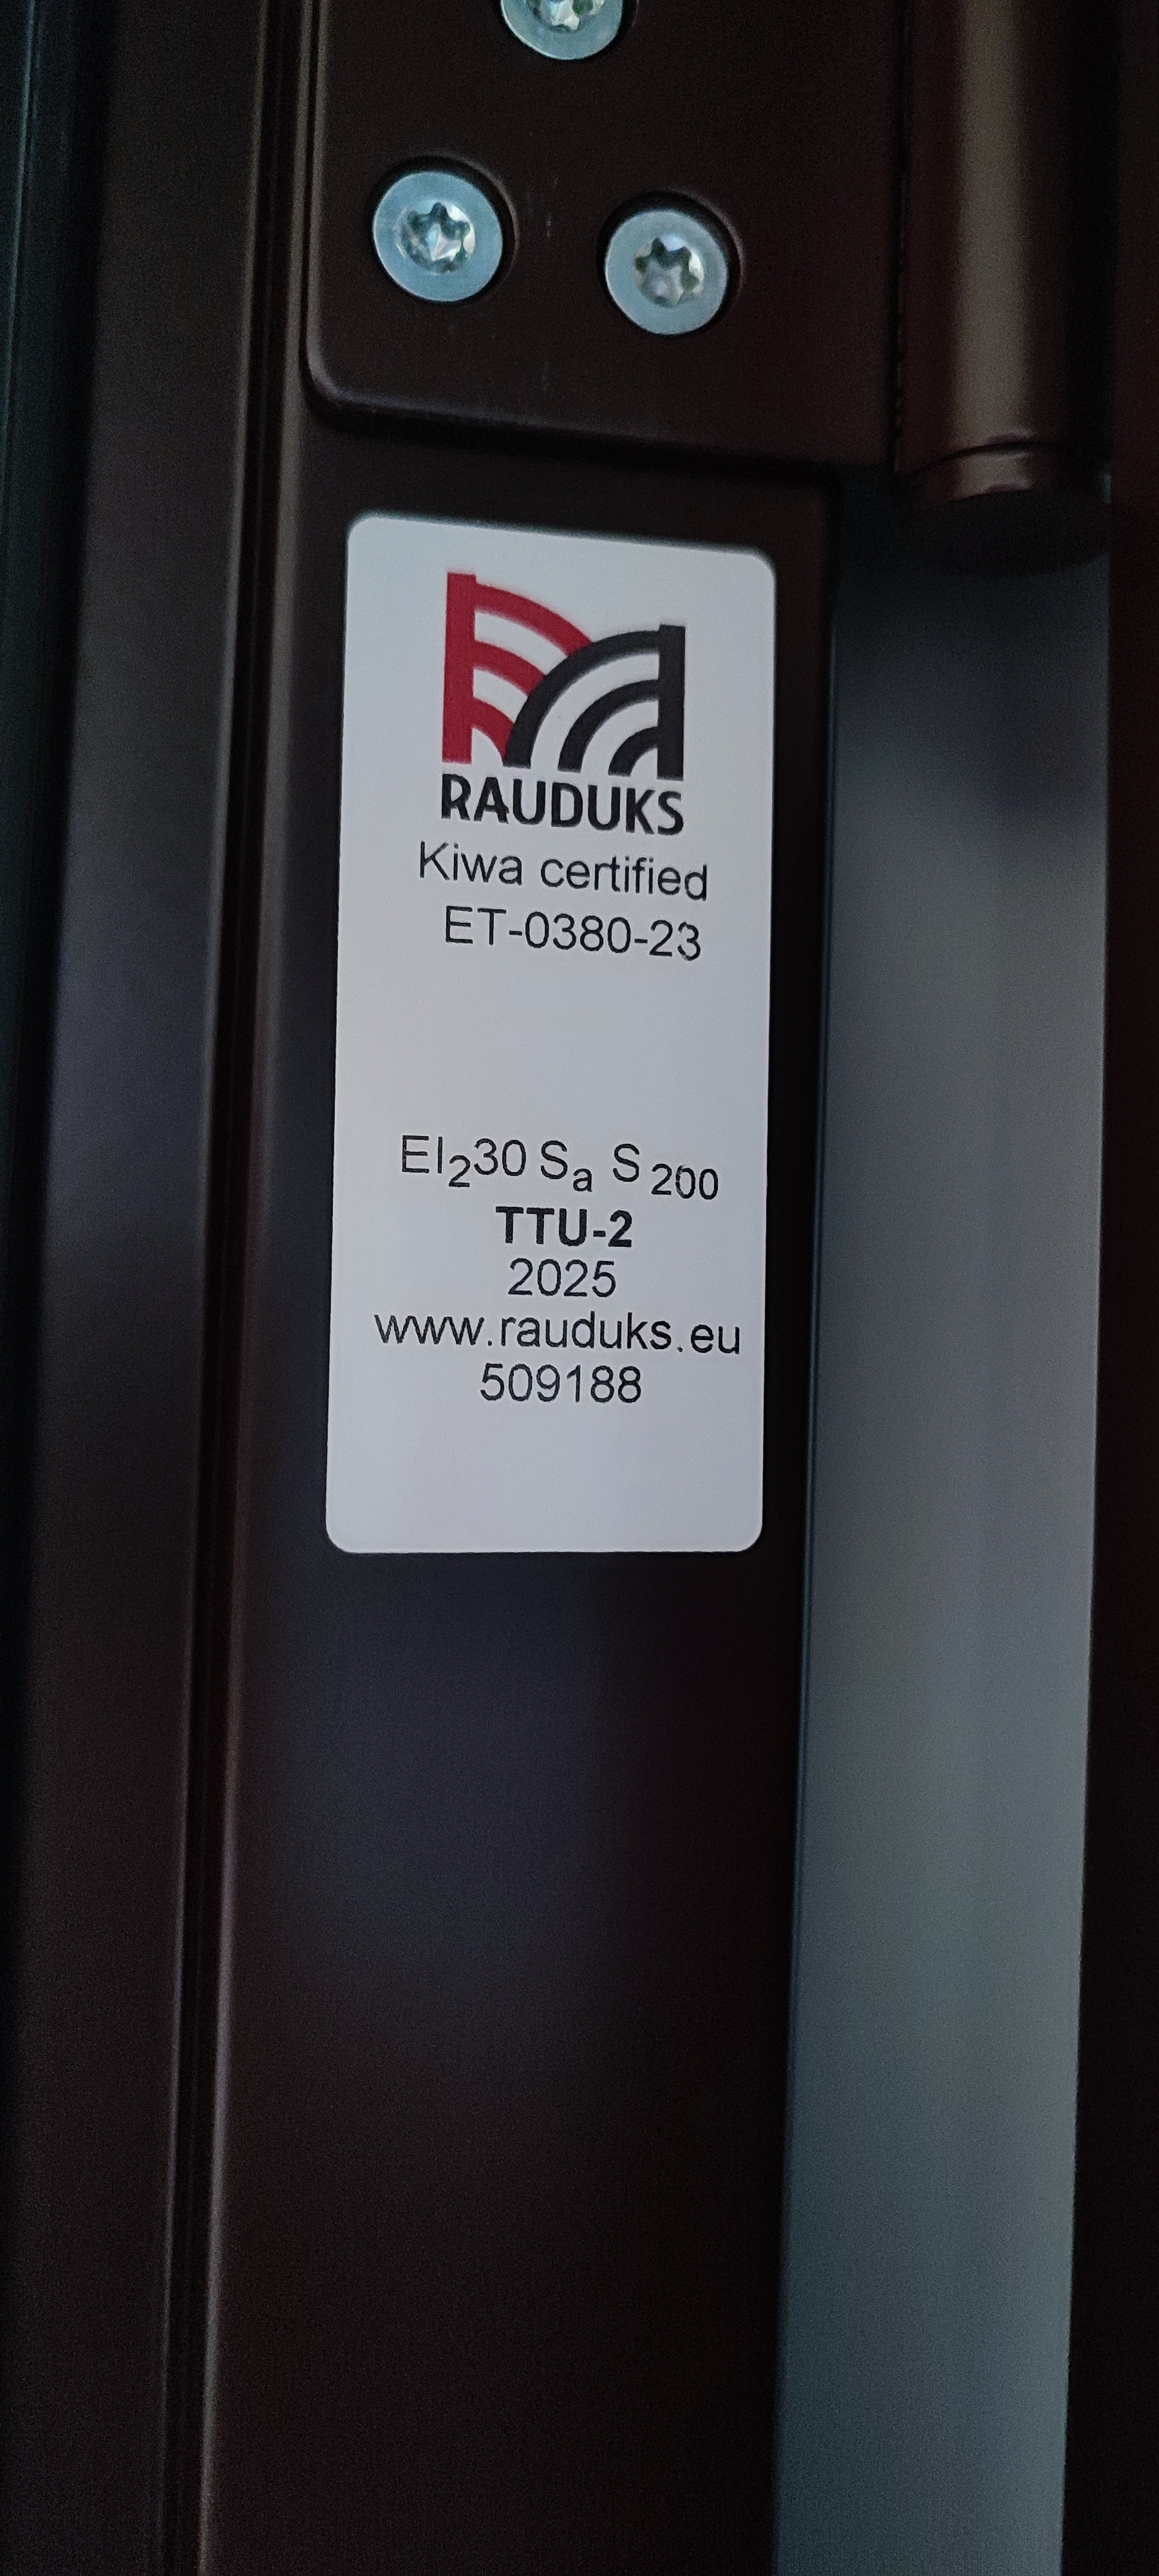 RAUDUKS
Kiwa certified
ET-0380-23
EI₂30 Sₐ S₂₀₀
TTU-2
2025
www.rauduks.eu
509188